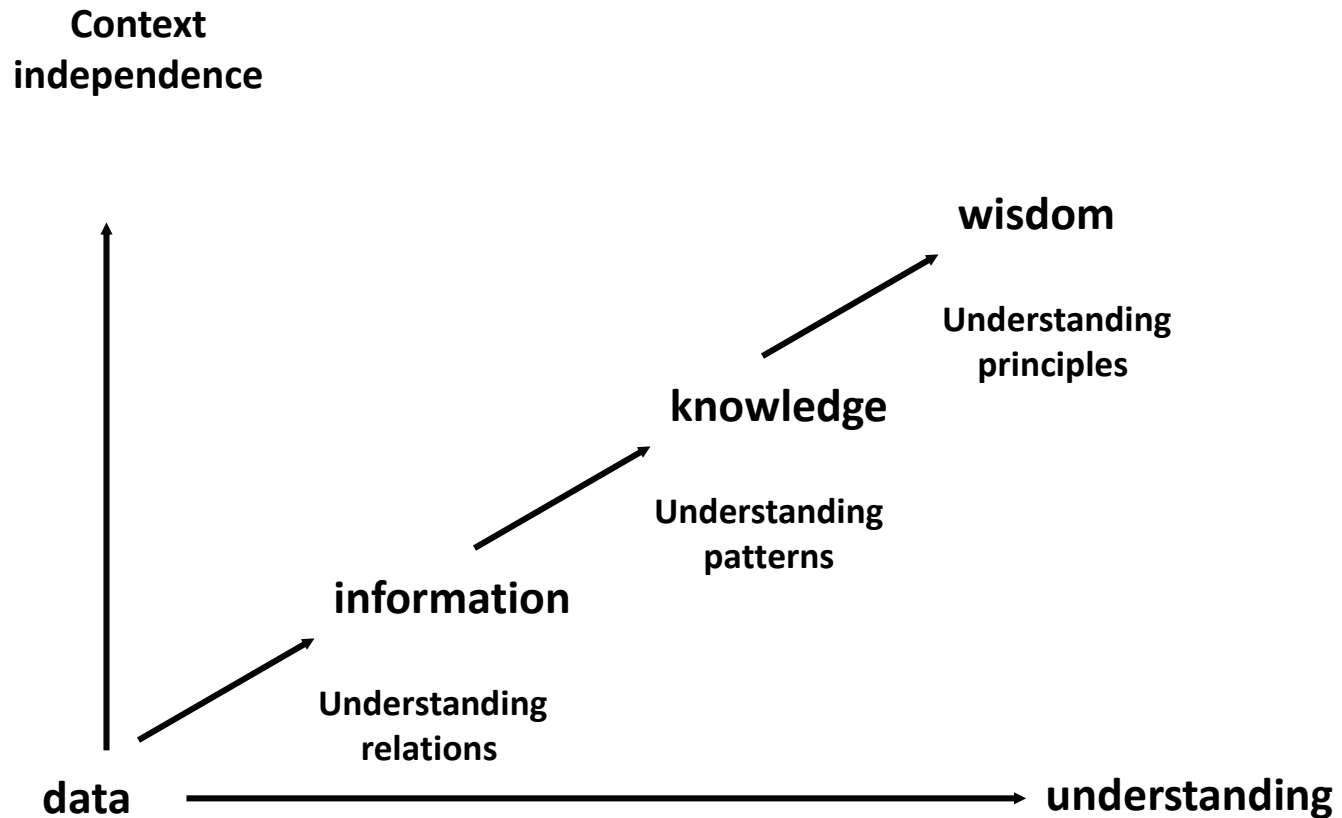 Context
independence
wisdom
Understanding
principles
knowledge
Understanding
patterns
information
Understanding
relations
data
understanding